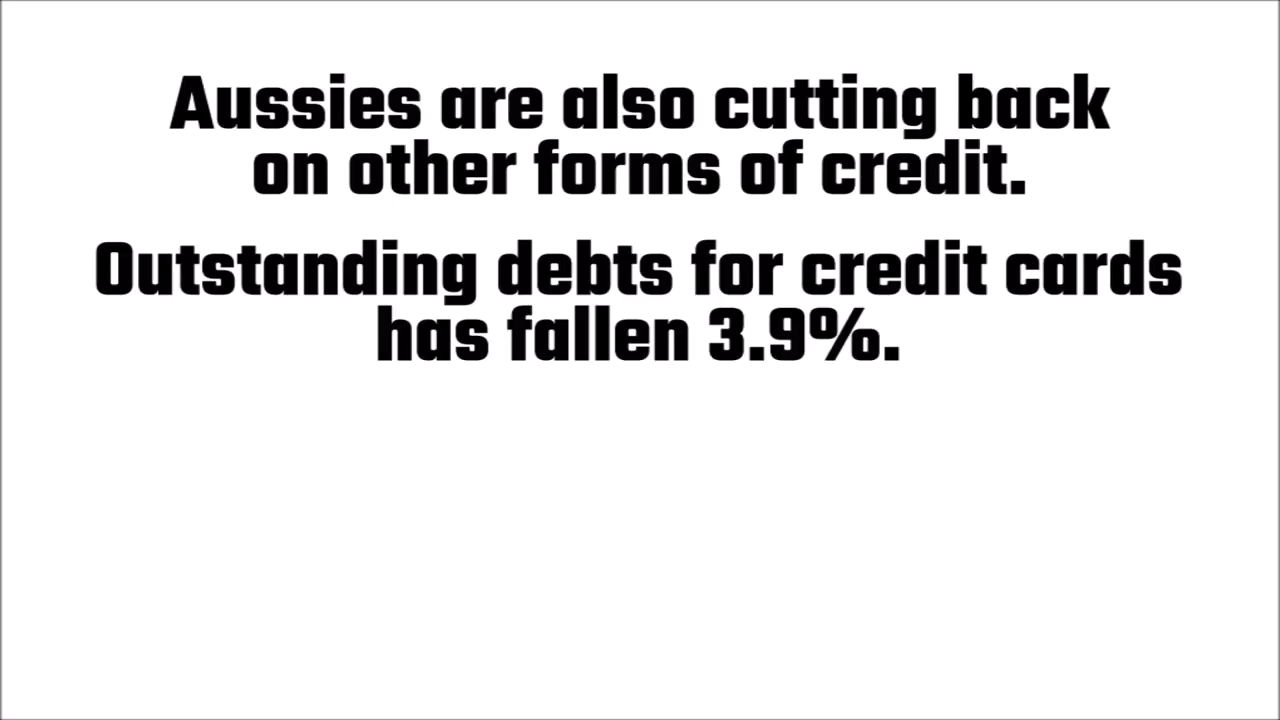 Aussies are also cutting back
on other forms of credit.
Outstanding debts for credit cards
has fallen 3.9%.